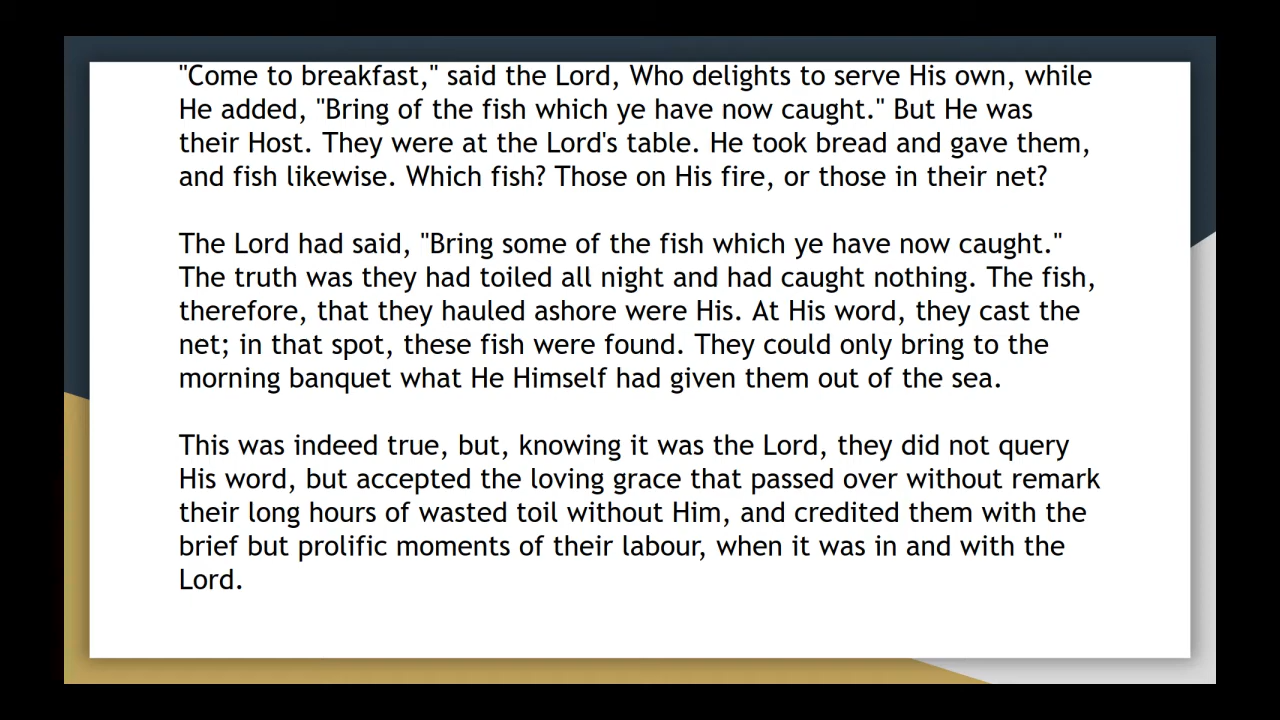 "Come to breakfast," said the Lord, Who delights to serve His own, while
He added, "Bring of the fish which ye have now caught." But He was
their Host. They were at the Lord's table. He took bread and gave them,
and fish likewise. Which fish? Those on His fire, or those in their net?
The Lord had said, "Bring some of the fish which ye have now caught."
The truth was they had toiled all night and had caught nothing. The fish,
therefore, that they hauled ashore were His. At His word, they cast the
net; in that spot, these fish were found. They could only bring to the
morning banquet what He Himself had given them out of the sea.
This was indeed true, but, knowing it was the Lord, they did not query
His word, but accepted the loving grace that passed over without remark
their long hours of wasted toil without Him, and credited them with the
brief but prolific moments of their labour, when it was in and with the
Lord.